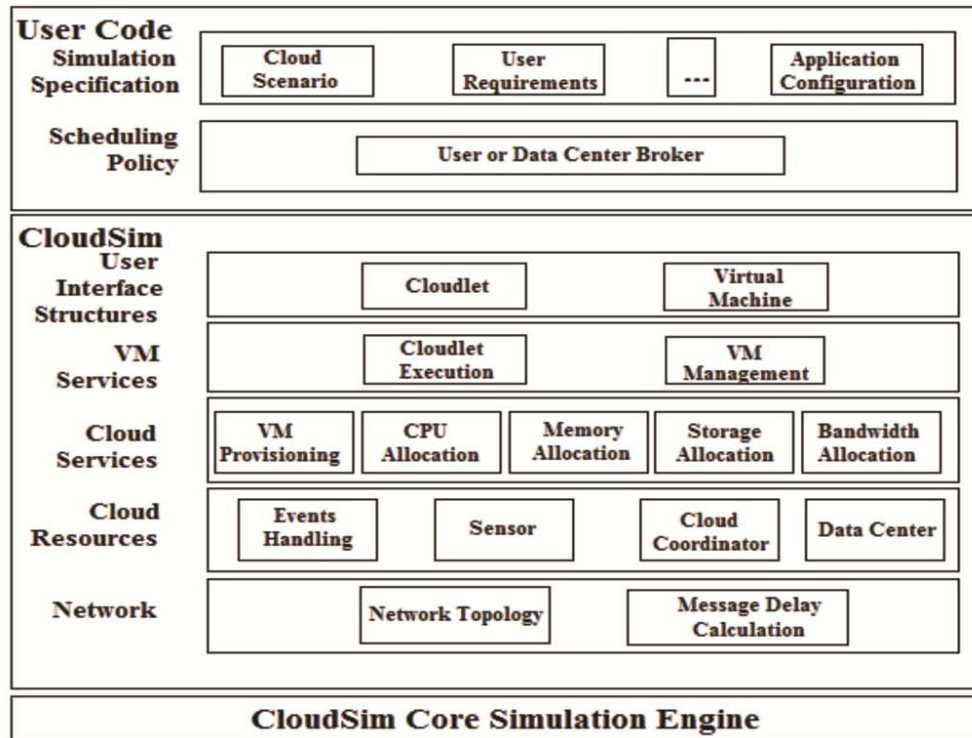 User Code
Simulation
Specification
Cloud
Scenario
User
Requirements
...
Application
Configuration
Scheduling
Policy
User or Data Center Broker
CloudSim
User
Interface
Structures
Cloudlet
Virtual
Machine
VM
Services
Cloudlet
Execution
VM
Management
Cloud
Services
VM
Provisioning
CPU
Allocation
Memory
Allocation
Storage
Allocation
Bandwidth
Allocation
Cloud
Resources
Events
Handling
Sensor
Cloud
Coordinator
Data Center
Network
Network Topology
Message Delay
Calculation
CloudSim Core Simulation Engine